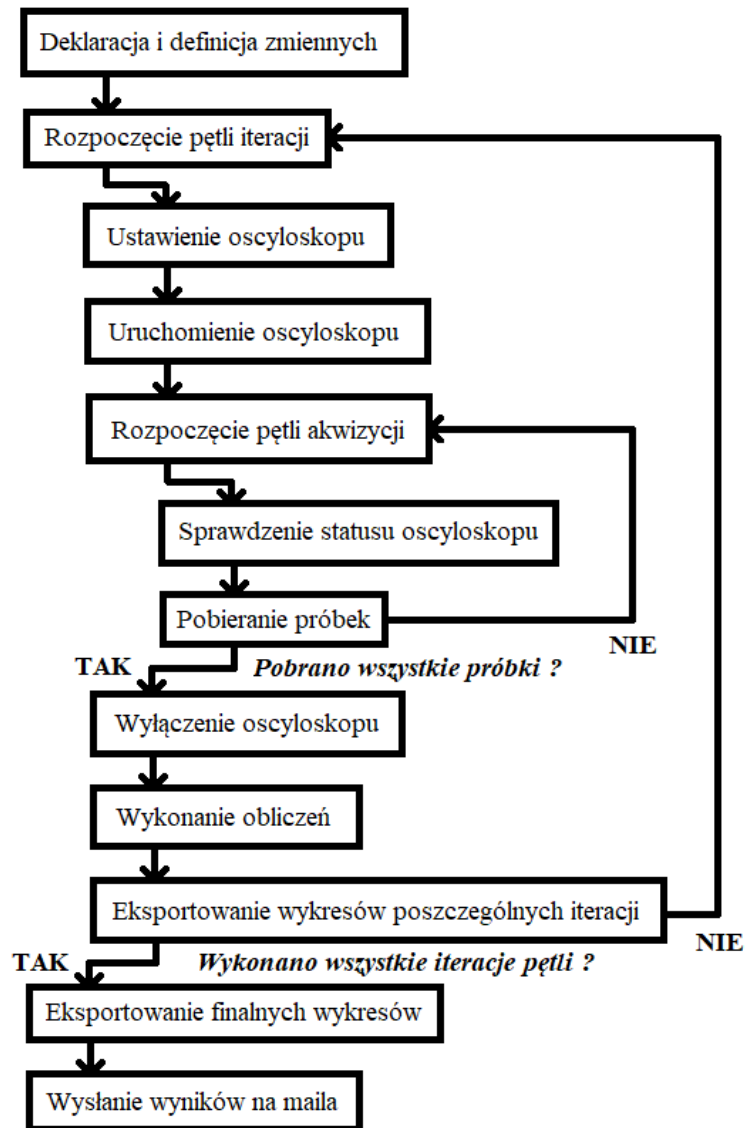 Deklaracja i definicja zmiennych
Rozpoczęcie pętli iteracji
Ustawienie oscyloskopu
Uruchomienie oscyloskopu
Rozpoczęcie pętli akwizycji
Sprawdzenie statusu oscyloskopu
Pobieranie próbek
NIE
TAK Pobrano wszystkie próbki ?
Wyłączenie oscyloskopu
Wykonanie obliczeń
Eksportowanie wykresów poszczególnych iteracji
NIE
TAK Wykonano wszystkie iteracje pętli ?
Eksportowanie finalnych wykresów
Wysłanie wyników na maila